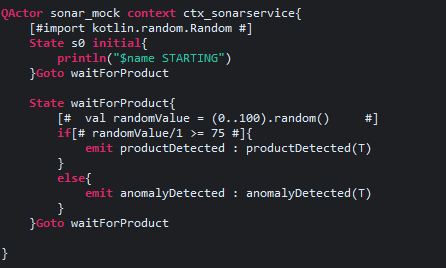 QActor sonar_mock context ctx_sonarservice{
[#import kotlin.random.Random #]
State s0 initial{
println("$name STARTING")
}Goto waitForProduct
State waitForProduct{
[# val randomValue = (0..100).random() #]
if[# randomValue/1 >= 75 #]{
emit productDetected : productDetected(T)
}
else{
emit anomalyDetected : anomalyDetected(T)
}
}Goto waitForProduct
}